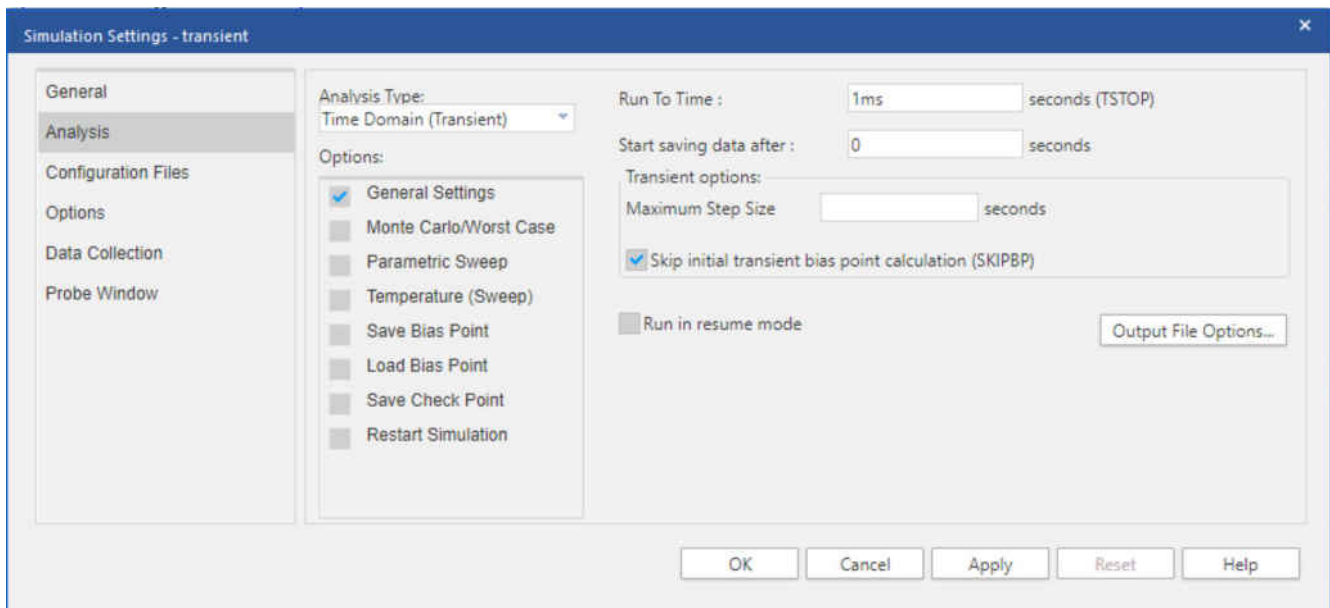 Simulation Settings - transient
General
Analysis
Configuration Files
Options
Data Collection
Probe Window
Analysis Type:
Time Domain (Transient)
Options:
General Settings
Monte Carlo/Worst Case
Parametric Sweep
Temperature (Sweep)
Save Bias Point
Load Bias Point
Save Check Point
Restart Simulation
Run To Time : 1ms seconds (TSTOP)
Start saving data after : 0 seconds
Transient options:
Maximum Step Size seconds
Skip initial transient bias point calculation (SKIPBP)
Run in resume mode
Output File Options...
OK Cancel Apply Reset Help